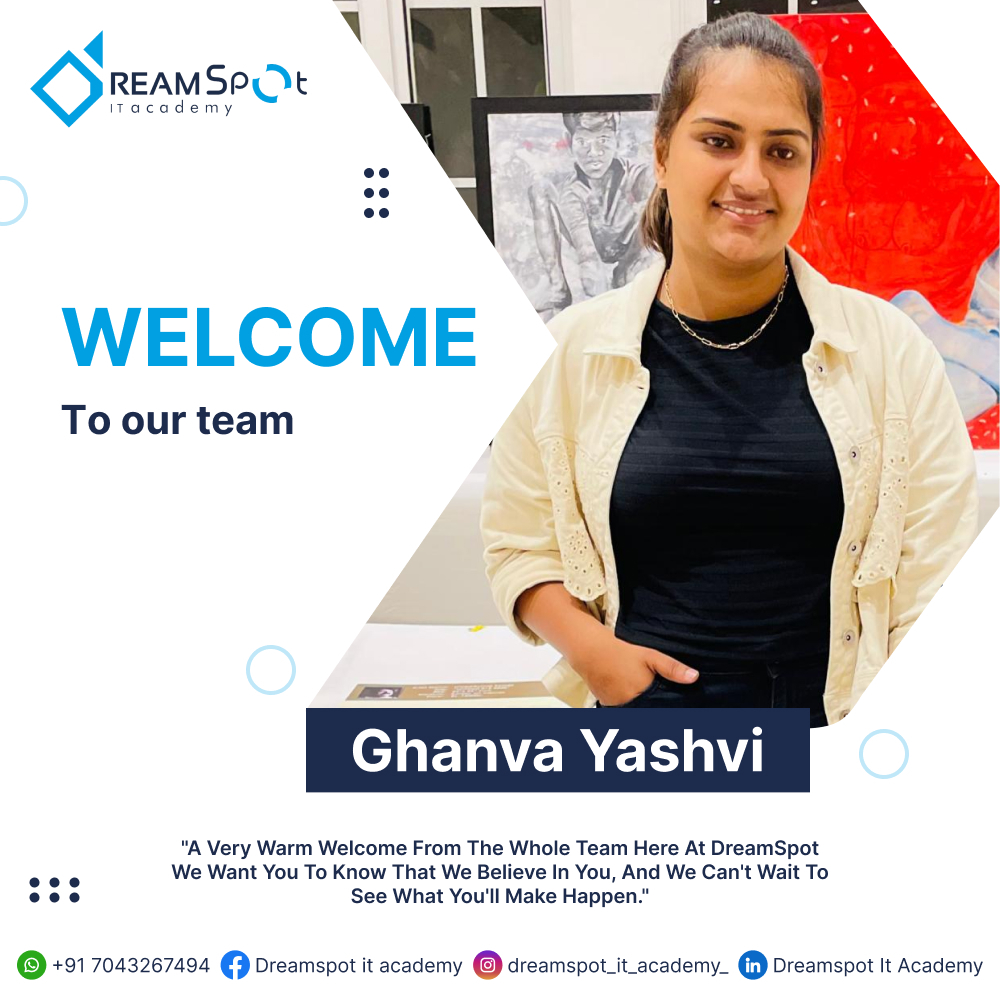 DREAMSPOT
IT academy
WELCOME
To our team
Ghanva Yashvi
"A Very Warm Welcome From The Whole Team Here At DreamSpot
We Want You To Know That We Believe In You, And We Can't Wait To
See What You'll Make Happen."
+91 7043267494 Dreamspot it academy dreamspot_it_academy_ Dreamspot It Academy